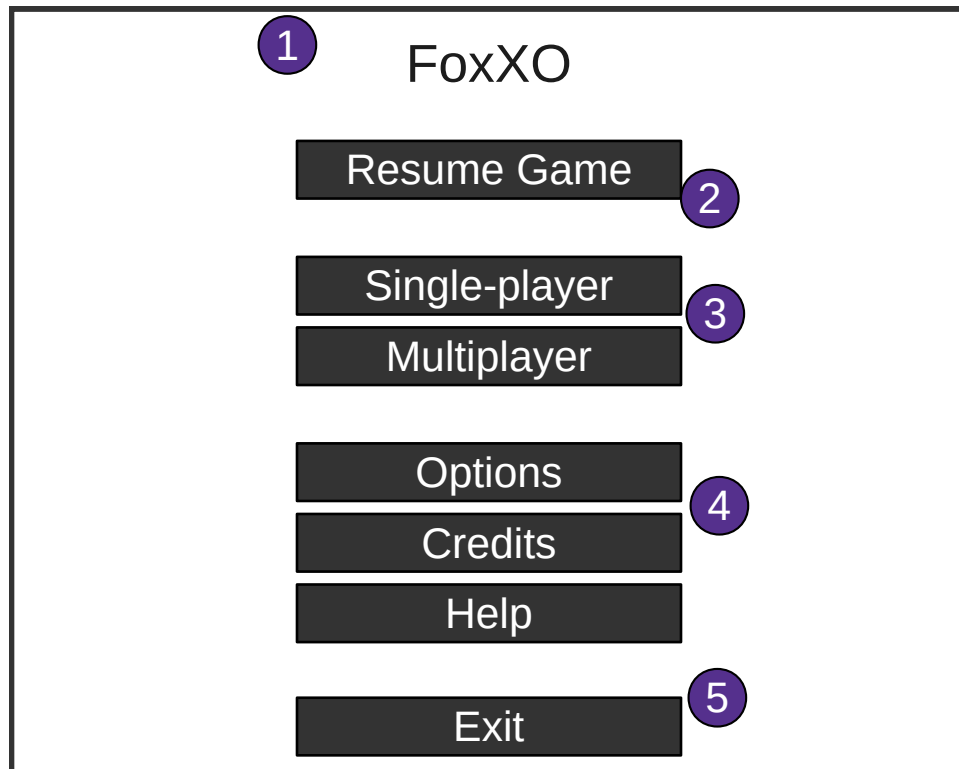 1
FoxXO
Resume Game
2
Single-player
3
Multiplayer
Options
4
Credits
Help
5
Exit